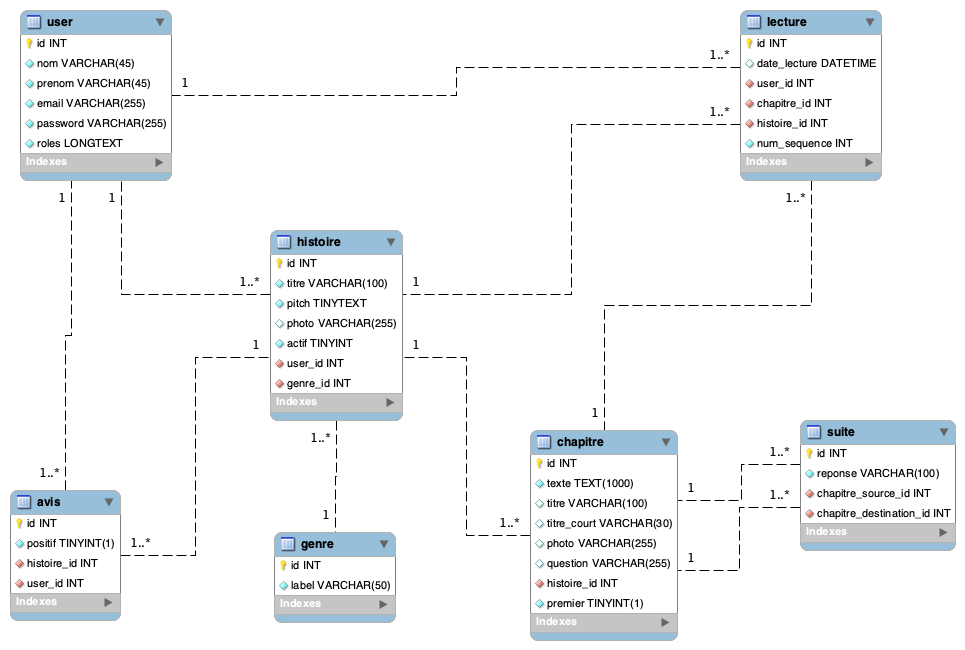 user
id INT
nom VARCHAR(45)
prenom VARCHAR(45)
email VARCHAR(255)
password VARCHAR(255)
roles LONGTEXT
Indexes
lecture
id INT
date_lecture DATETIME
user_id INT
chapitre_id INT
histoire_id INT
num_sequence INT
Indexes
1
1..*
1..*
1
1
1..*
histoire
id INT
titre VARCHAR(100)
pitch TINYTEXT
photo VARCHAR(255)
actif TINYINT
user_id INT
genre_id INT
Indexes
1..*
1
1
1
1..*
1
1..*
avis
id INT
positif TINYINT(1)
histoire_id INT
user_id INT
Indexes
1..*
1
genre
id INT
label VARCHAR(50)
Indexes
1..*
1
chapitre
id INT
texte TEXT(1000)
titre VARCHAR(100)
titre_court VARCHAR(30)
photo VARCHAR(255)
question VARCHAR(255)
histoire_id INT
premier TINYINT(1)
Indexes
1
1..*
1..*
1
suite
id INT
reponse VARCHAR(100)
chapitre_source_id INT
chapitre_destination_id INT
Indexes